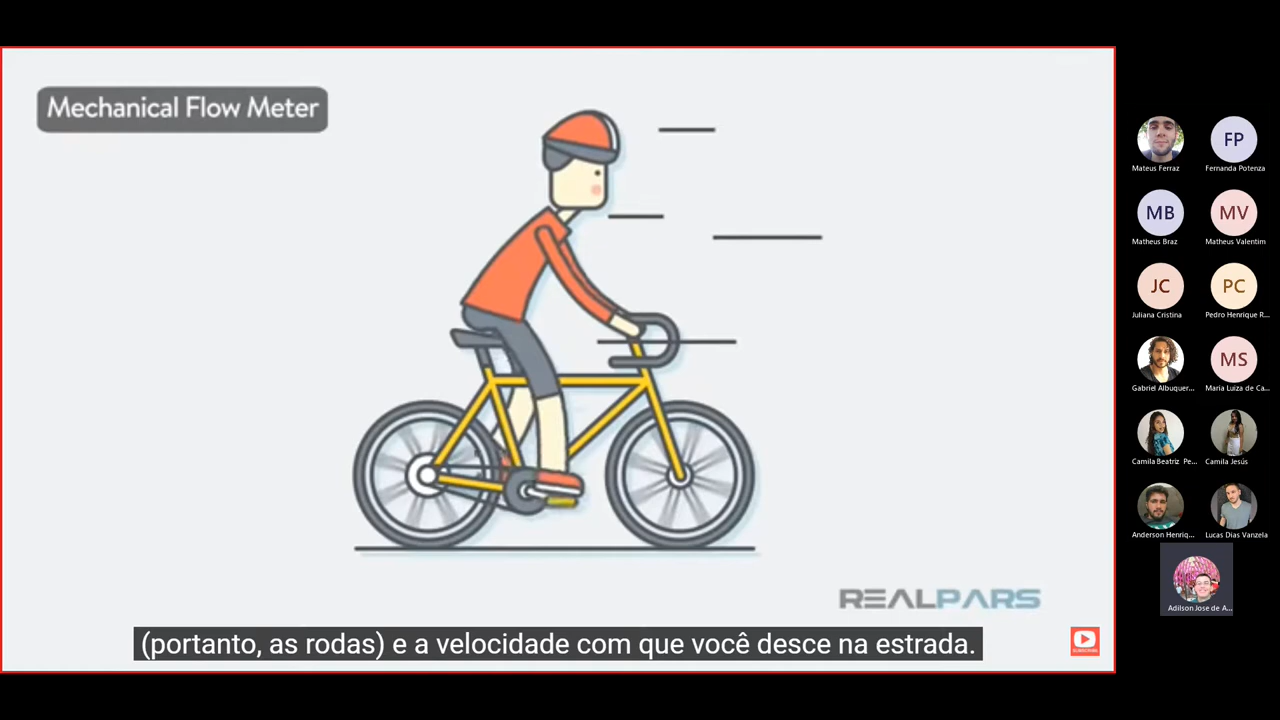 Mechanical Flow Meter
REALPARS
(portanto, as rodas) e a velocidade com que você desce na estrada.
Mateus Ferraz
FP
Fernanda Potenza
MB
Matheus Braz
MV
Matheus Valentim
JC
Juliana Cristina
PC
Pedro Henrique R...
Gabriel Albuquer...
MS
Maria Luiza de Ca...
Camila Beatriz Pe...
Camila Jesús
Anderson Henriq...
Lucas Dias Vanzela
Adilson Jose de A...